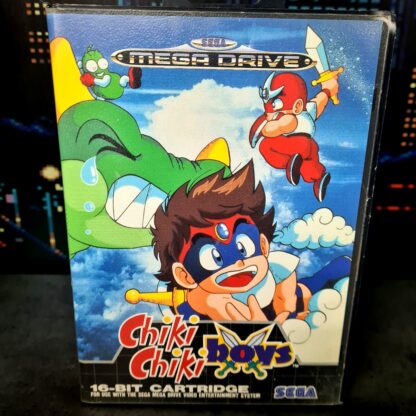 SEGA
MEGA DRIVE
Chiki
Chiki boys
TM
16-BIT CARTRIDGE
SEGA
FOR USE WITH THE SEGA MEGA DRIVE VIDEO ENTERTAINMENT SYSTEM